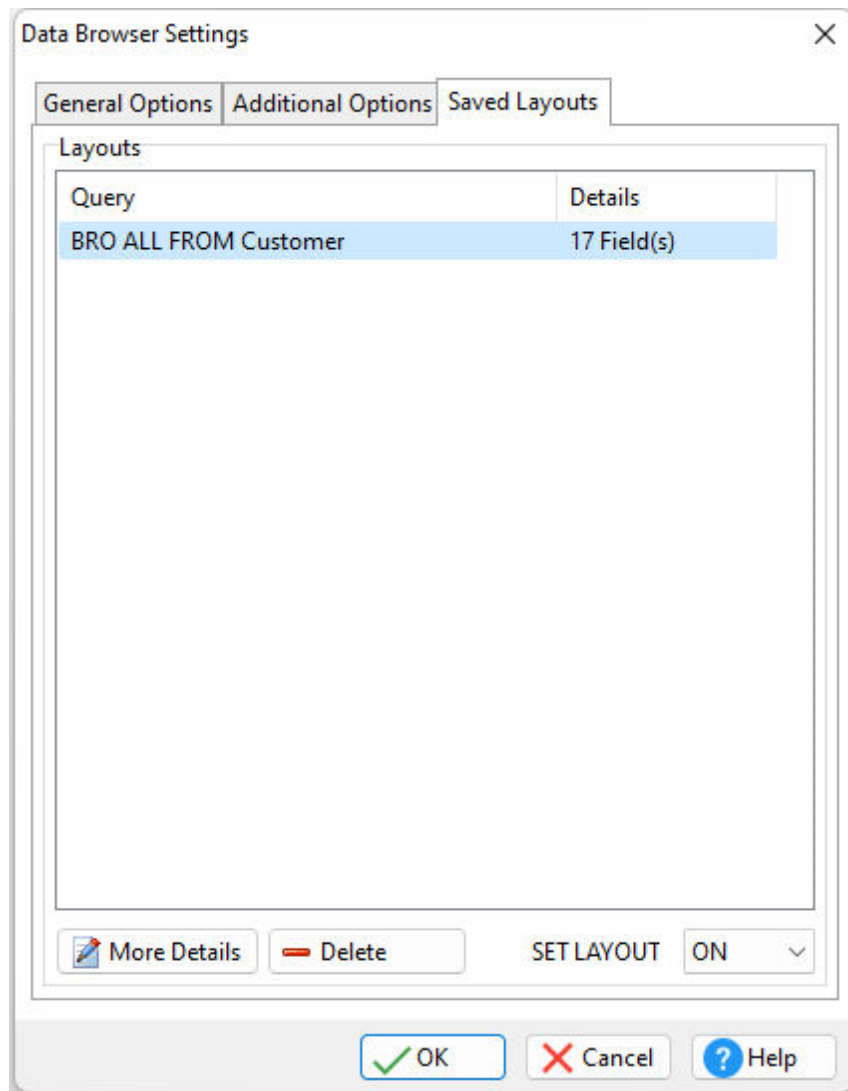 Data Browser Settings
General Options Additional Options Saved Layouts
Layouts
Query Details
BRO ALL FROM Customer 17 Field(s)
More Details Delete SET LAYOUT ON
OK Cancel ? Help